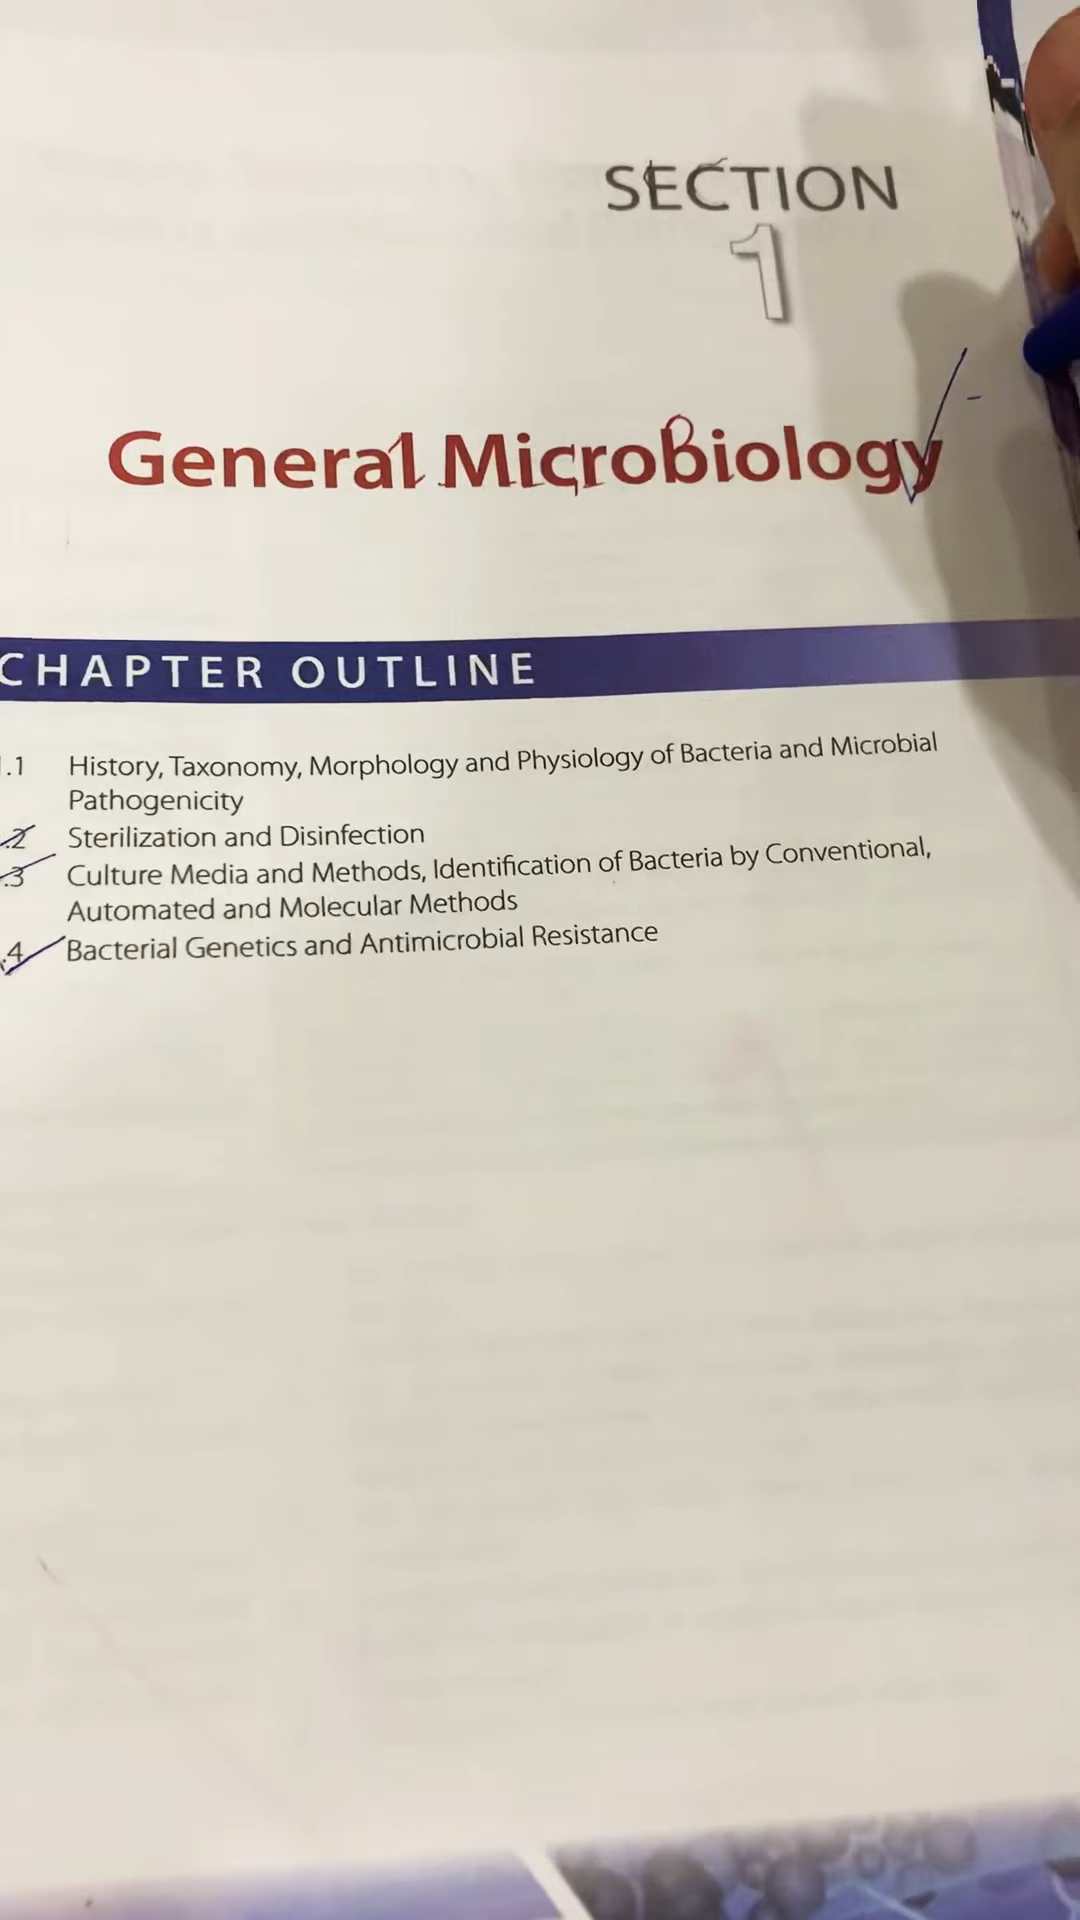 SECTION
1
General Microbiology
CHAPTER OUTLINE
.1 History, Taxonomy, Morphology and Physiology of Bacteria and Microbial
Pathogenicity
.2 Sterilization and Disinfection
.3 Culture Media and Methods, Identification of Bacteria by Conventional,
Automated and Molecular Methods
.4 Bacterial Genetics and Antimicrobial Resistance